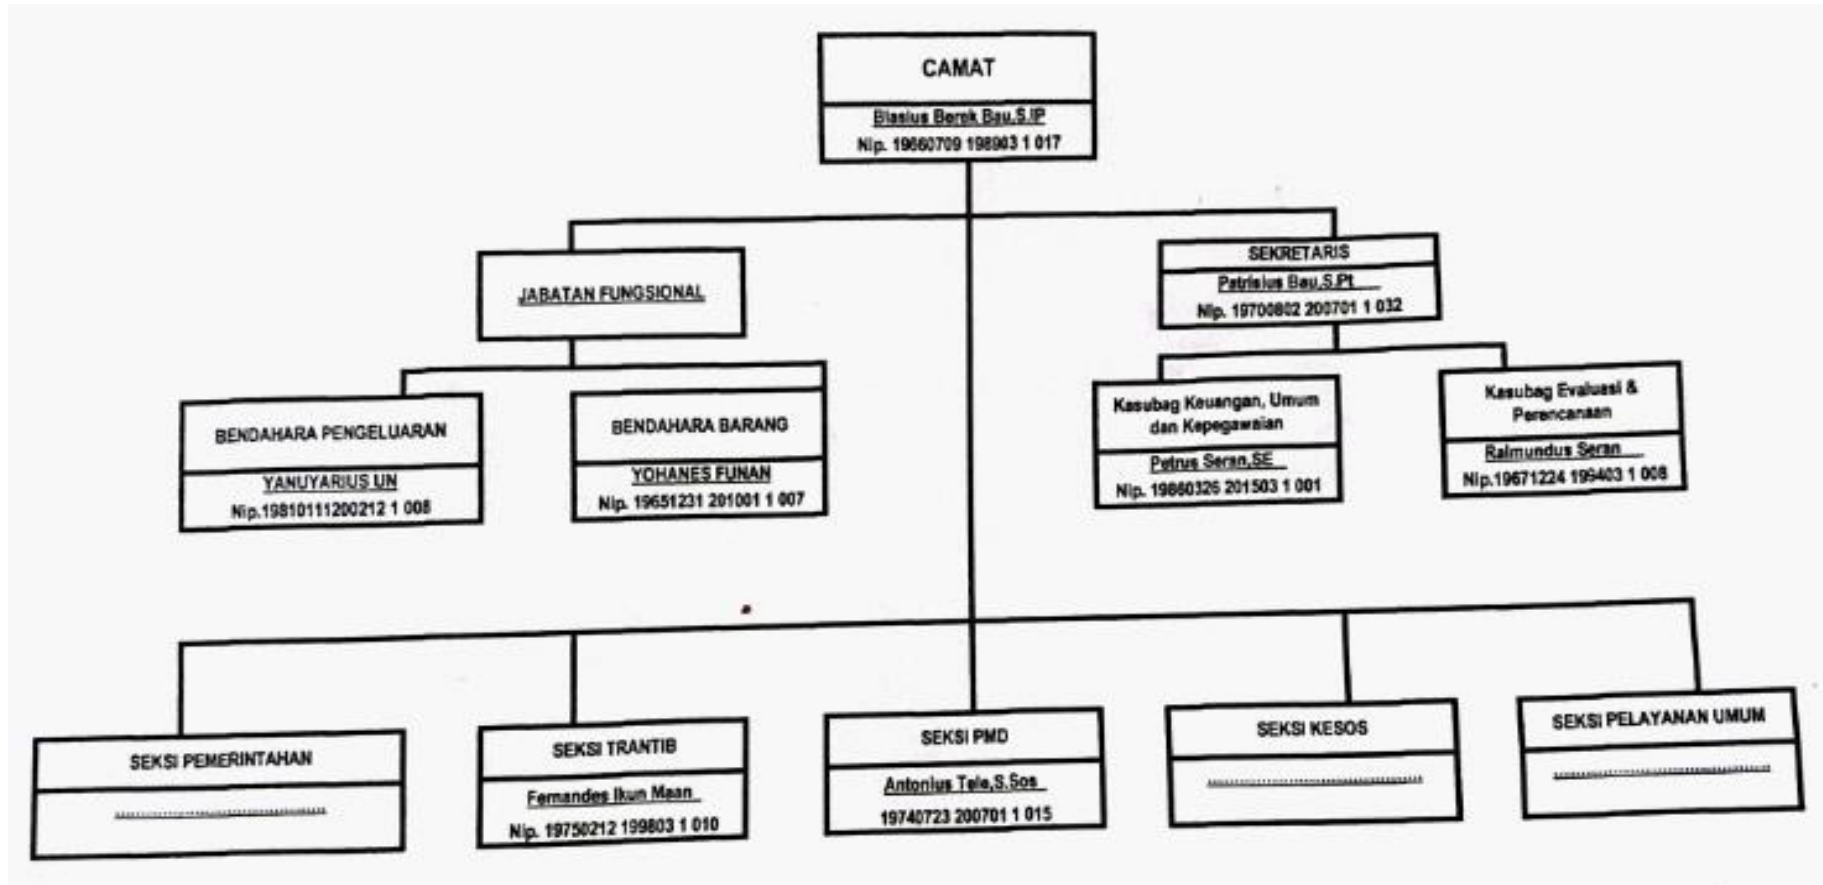 CAMAT
Blasius Berek Bau,S.IP
Nip. 19660709 198903 1 017
JABATAN FUNGSIONAL
SEKRETARIS
Patrisius Bau,S.Pt
Nip. 19700802 200701 1 032
BENDAHARA PENGELUARAN
YANUYARIUS UN
Nip.19810111200212 1 008
BENDAHARA BARANG
YOHANES FUNAN
Nip. 19651231 201001 1 007
Kasubag Keuangan, Umum
dan Kepegawaian
Petrus Seran,SE
Nip. 19860326 201503 1 001
Kasubag Evaluasi &
Perencanaan
Raimundus Seran
Nip.19671224 199403 1 008
SEKSI PEMERINTAHAN
SEKSI TRANTIB
Fernandes Ikun Maan
Nip. 19750212 199803 1 010
SEKSI PMD
Antonius Tele,S.Sos
19740723 200701 1 015
SEKSI KESOS
SEKSI PELAYANAN UMUM